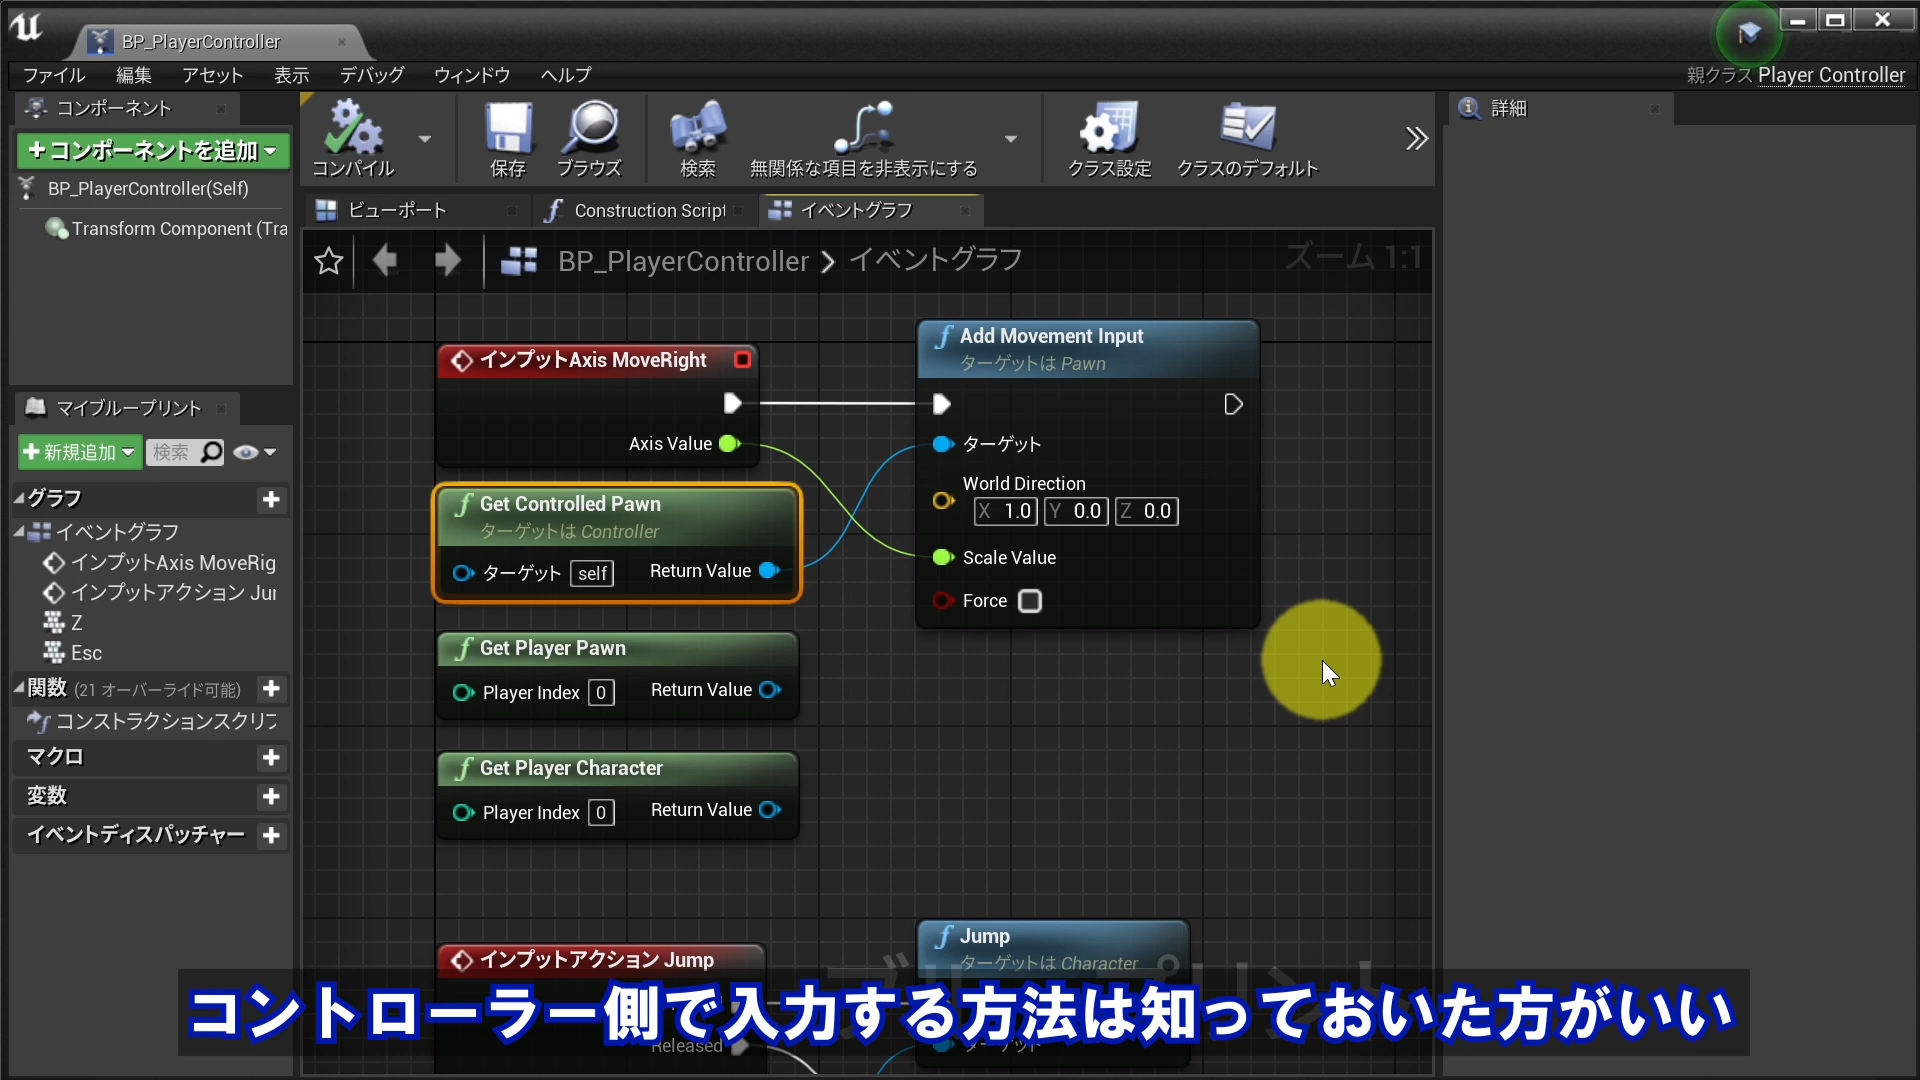 BP_PlayerController
ファイル 編集 アセット 表示 デバッグ ウィンドウ ヘルプ
親クラス Player Controller
コンポーネント
+コンポーネントを追加
BP_PlayerController(Self)
Transform Component (Tra
コンパイル
保存
ブラウズ
検索
無関係な項目を非表示にする
クラス設定
クラスのデフォルト
詳細
ビューポート
Construction Script
イベントグラフ
BP_PlayerController > イベントグラフ
ズーム 1:1
マイブループリント
+新規追加
検索
グラフ
イベントグラフ
インプットAxis MoveRig
インプットアクション Jur
Z
Esc
関数 (21 オーバーライド可能)
コンストラクションスクリプ
マクロ
変数
イベントディスパッチャー
インプットAxis MoveRight
Axis Value
Get Controlled Pawn
ターゲットは Controller
ターゲット self
Return Value
Get Player Pawn
Player Index 0
Return Value
Get Player Character
Player Index 0
Return Value
Add Movement Input
ターゲットは Pawn
ターゲット
World Direction
X 1.0 Y 0.0 Z 0.0
Scale Value
Force
インプットアクション Jump
Released
Jump
ターゲットは Character
ターゲット
コントローラー側で入力する方法は知っておいた方がいい